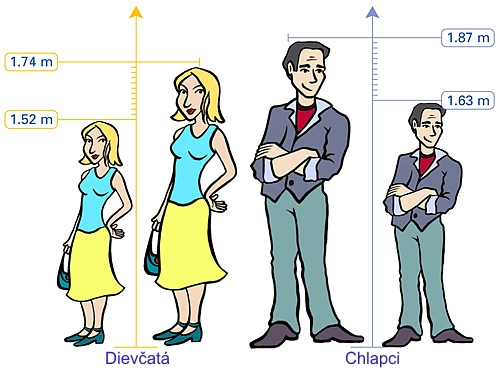 1.74 m
1.52 m
1.87 m
1.63 m
Dievčatá
Chlapci